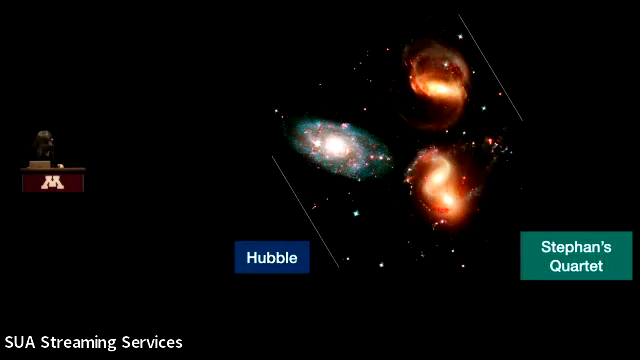 M
Hubble
Stephan's
Quartet
SUA Streaming Services